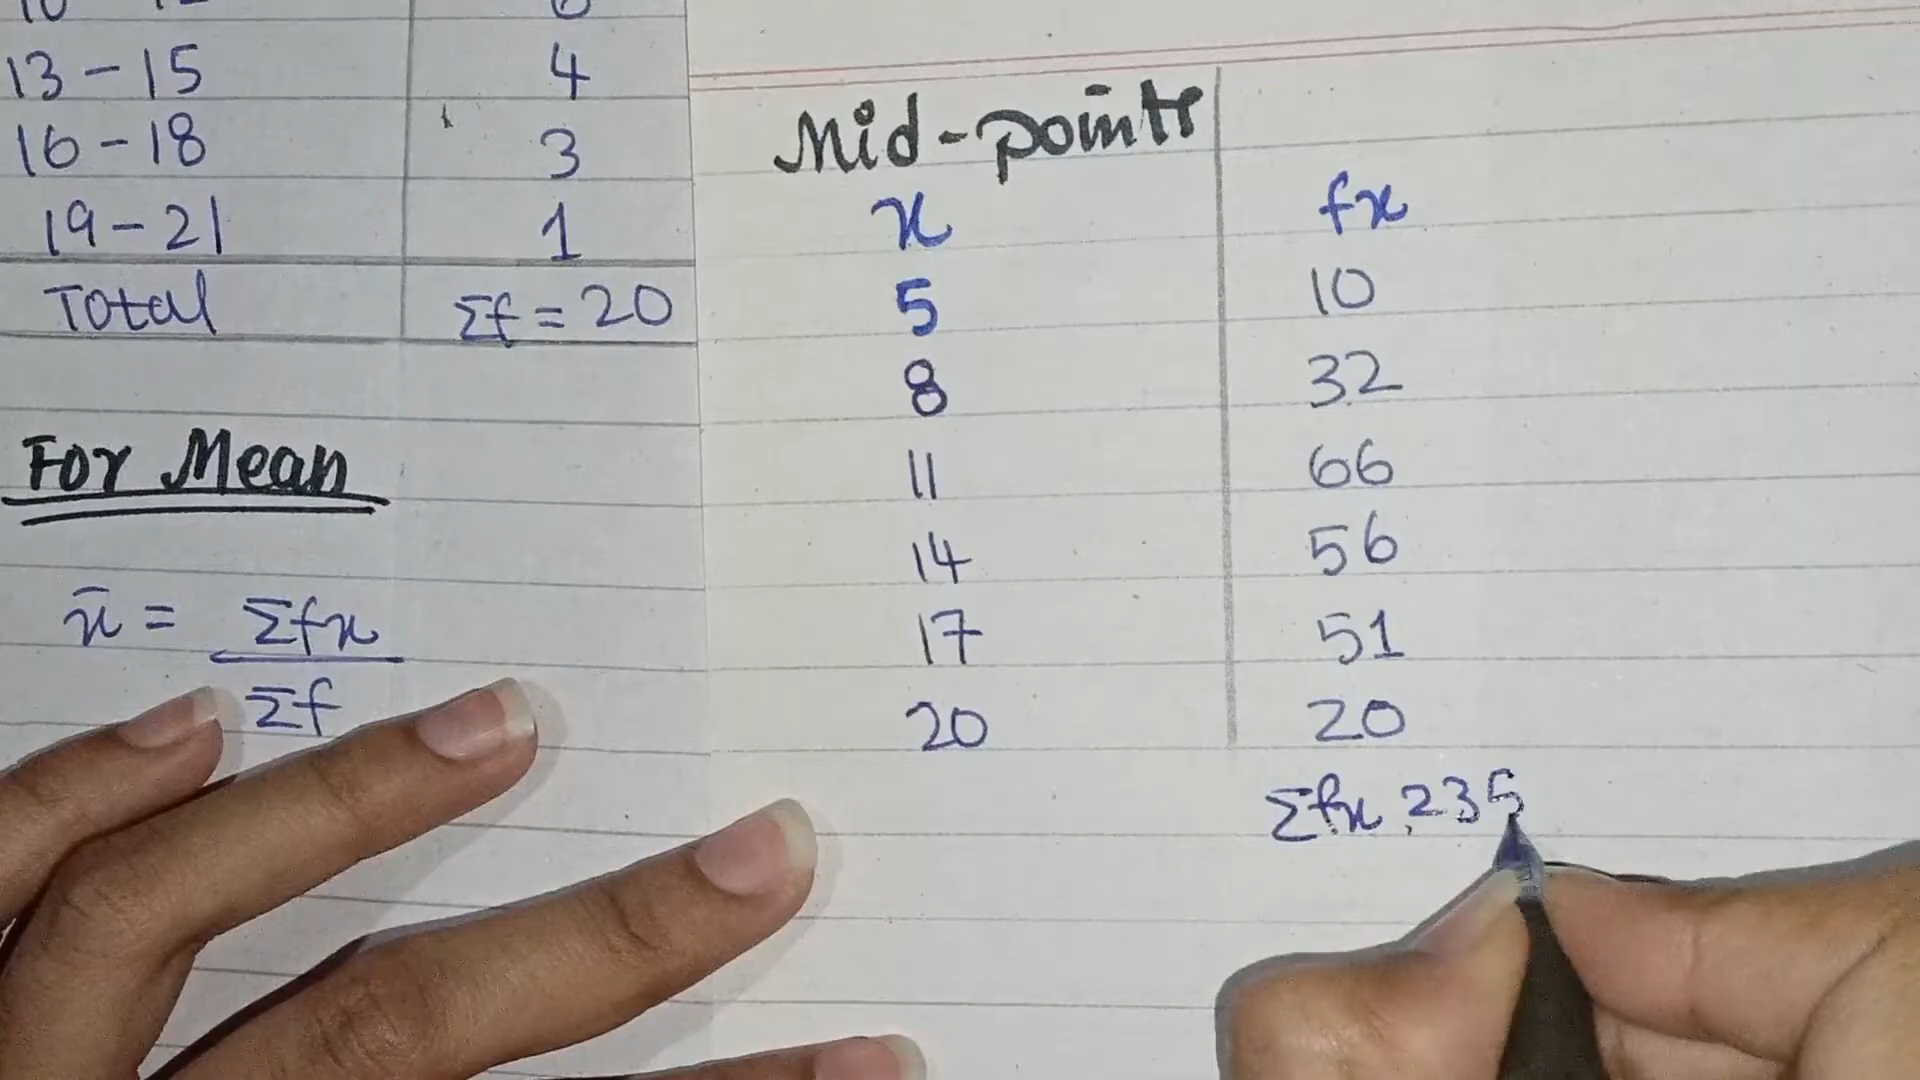 13 - 15 4
16 - 18 3
19 - 21 1
Total Σf = 20
For Mean
x̄ = Σfx
Σf
Mid-points
x fx
5 10
8 32
11 66
14 56
17 51
20 20
Σfx 235